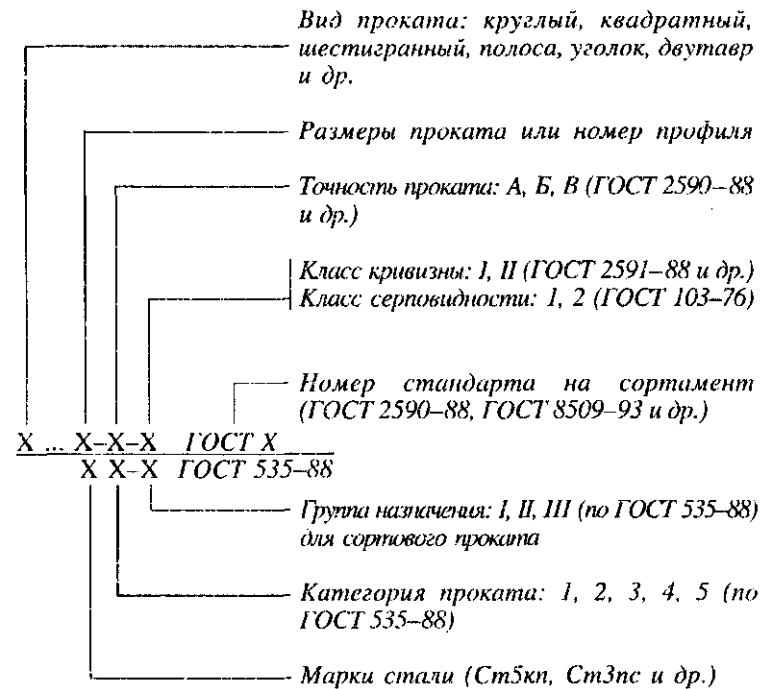 Вид проката: круглый, квадратный,
шестигранный, полоса, уголок, двутавр
и др.
Размеры проката или номер профиля
Точность проката: А, Б, В (ГОСТ 2590–88
и др.)
Класс кривизны: I, II (ГОСТ 2591–88 и др.)
Класс серповидности: 1, 2 (ГОСТ 103–76)
Номер стандарта на сортамент
(ГОСТ 2590–88, ГОСТ 8509–93 и др.)
X ... X–X–X ГОСТ X
X X–X ГОСТ 535–88
Группа назначения: I, II, III (по ГОСТ 535–88)
для сортового проката
Категория проката: 1, 2, 3, 4, 5 (по
ГОСТ 535–88)
Марки стали (Ст5кп, Ст3пс и др.)